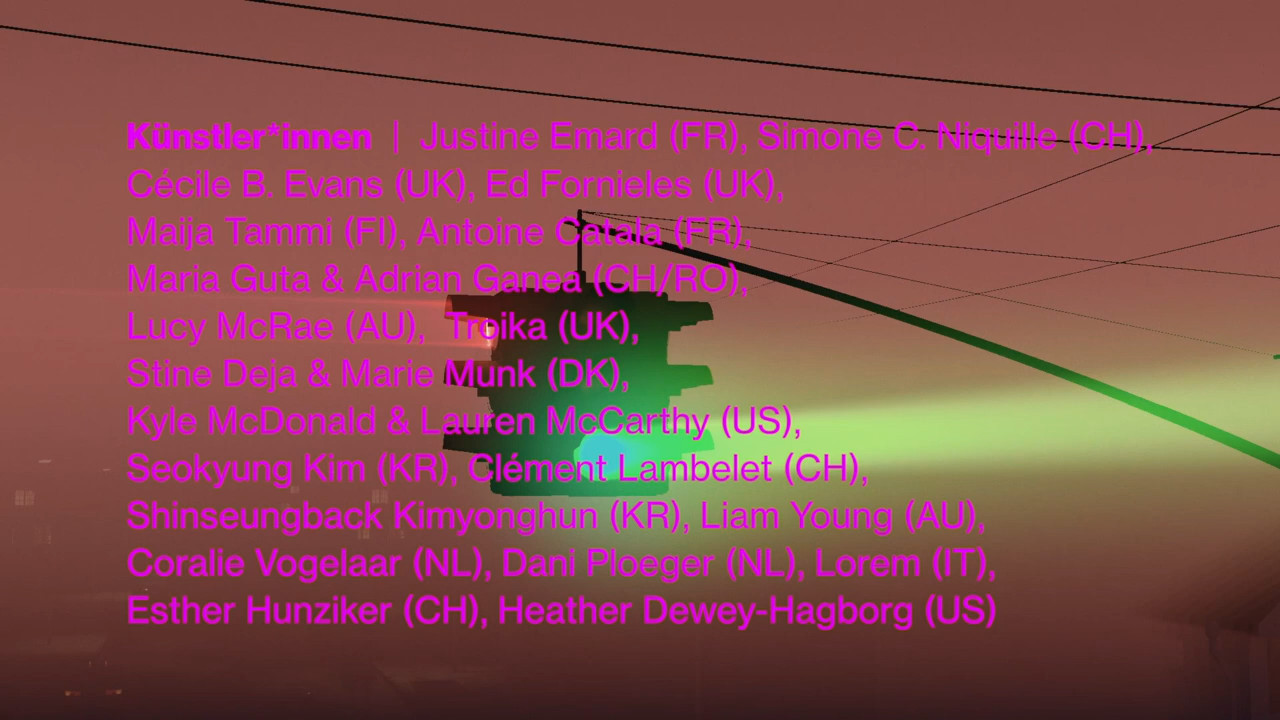 Künstler*innen | Justine Emard (FR), Simone C. Niquille (CH),
Cécile B. Evans (UK), Ed Fornieles (UK),
Maija Tammi (FI), Antoine Catala (FR),
Maria Guta & Adrian Ganea (CH/RO),
Lucy McRae (AU), Troika (UK),
Stine Deja & Marie Munk (DK),
Kyle McDonald & Lauren McCarthy (US),
Seokyung Kim (KR), Clément Lambelet (CH),
Shinseungback Kimyonghun (KR), Liam Young (AU),
Coralie Vogelaar (NL), Dani Ploeger (NL), Lorem (IT),
Esther Hunziker (CH), Heather Dewey-Hagborg (US)